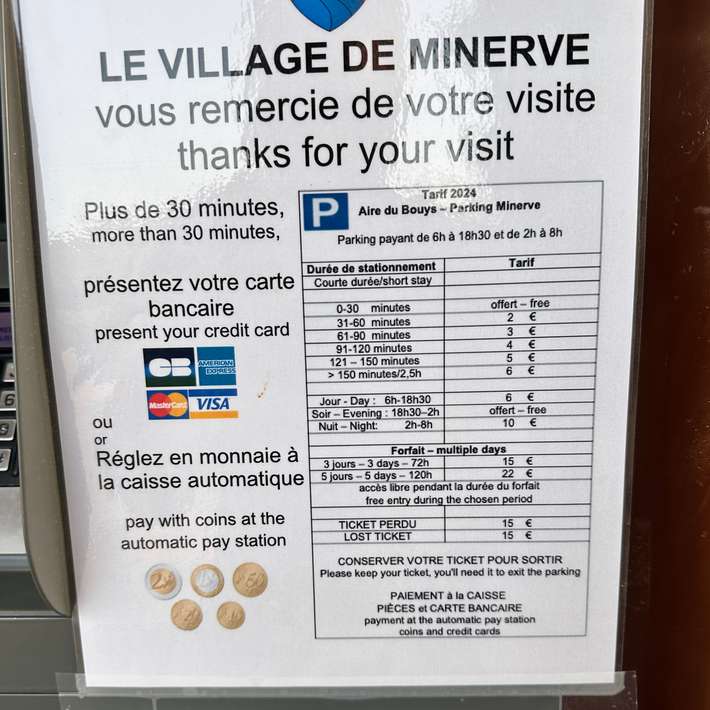 LE VILLAGE DE MINERVE
vous remercie de votre visite
thanks for your visit
Plus de 30 minutes,
more than 30 minutes,
présentez votre carte
bancaire
present your credit card
CB
AMERICAN
EXPRESS
MasterCard
VISA
ou
or
Réglez en monnaie à
la caisse automatique
pay with coins at the
automatic pay station
P
Tarif 2024
Aire du Bouys – Parking Minerve
Parking payant de 6h à 18h30 et de 2h à 8h
Durée de stationnement Tarif
Courte durée/short stay
0-30 minutes offert – free
31-60 minutes 2 €
61-90 minutes 3 €
91-120 minutes 4 €
121 – 150 minutes 5 €
> 150 minutes/2,5h 6 €
Jour - Day : 6h-18h30 6 €
Soir – Evening : 18h30–2h offert – free
Nuit – Night: 2h-8h 10 €
Forfait – multiple days
3 jours – 3 days – 72h 15 €
5 jours – 5 days – 120h 22 €
accès libre pendant la durée du forfait
free entry during the chosen period
TICKET PERDU 15 €
LOST TICKET 15 €
CONSERVER VOTRE TICKET POUR SORTIR
Please keep your ticket, you'll need it to exit the parking
PAIEMENT à la CAISSE
PIÈCES et CARTE BANCAIRE
payment at the automatic pay station
coins and credit cards